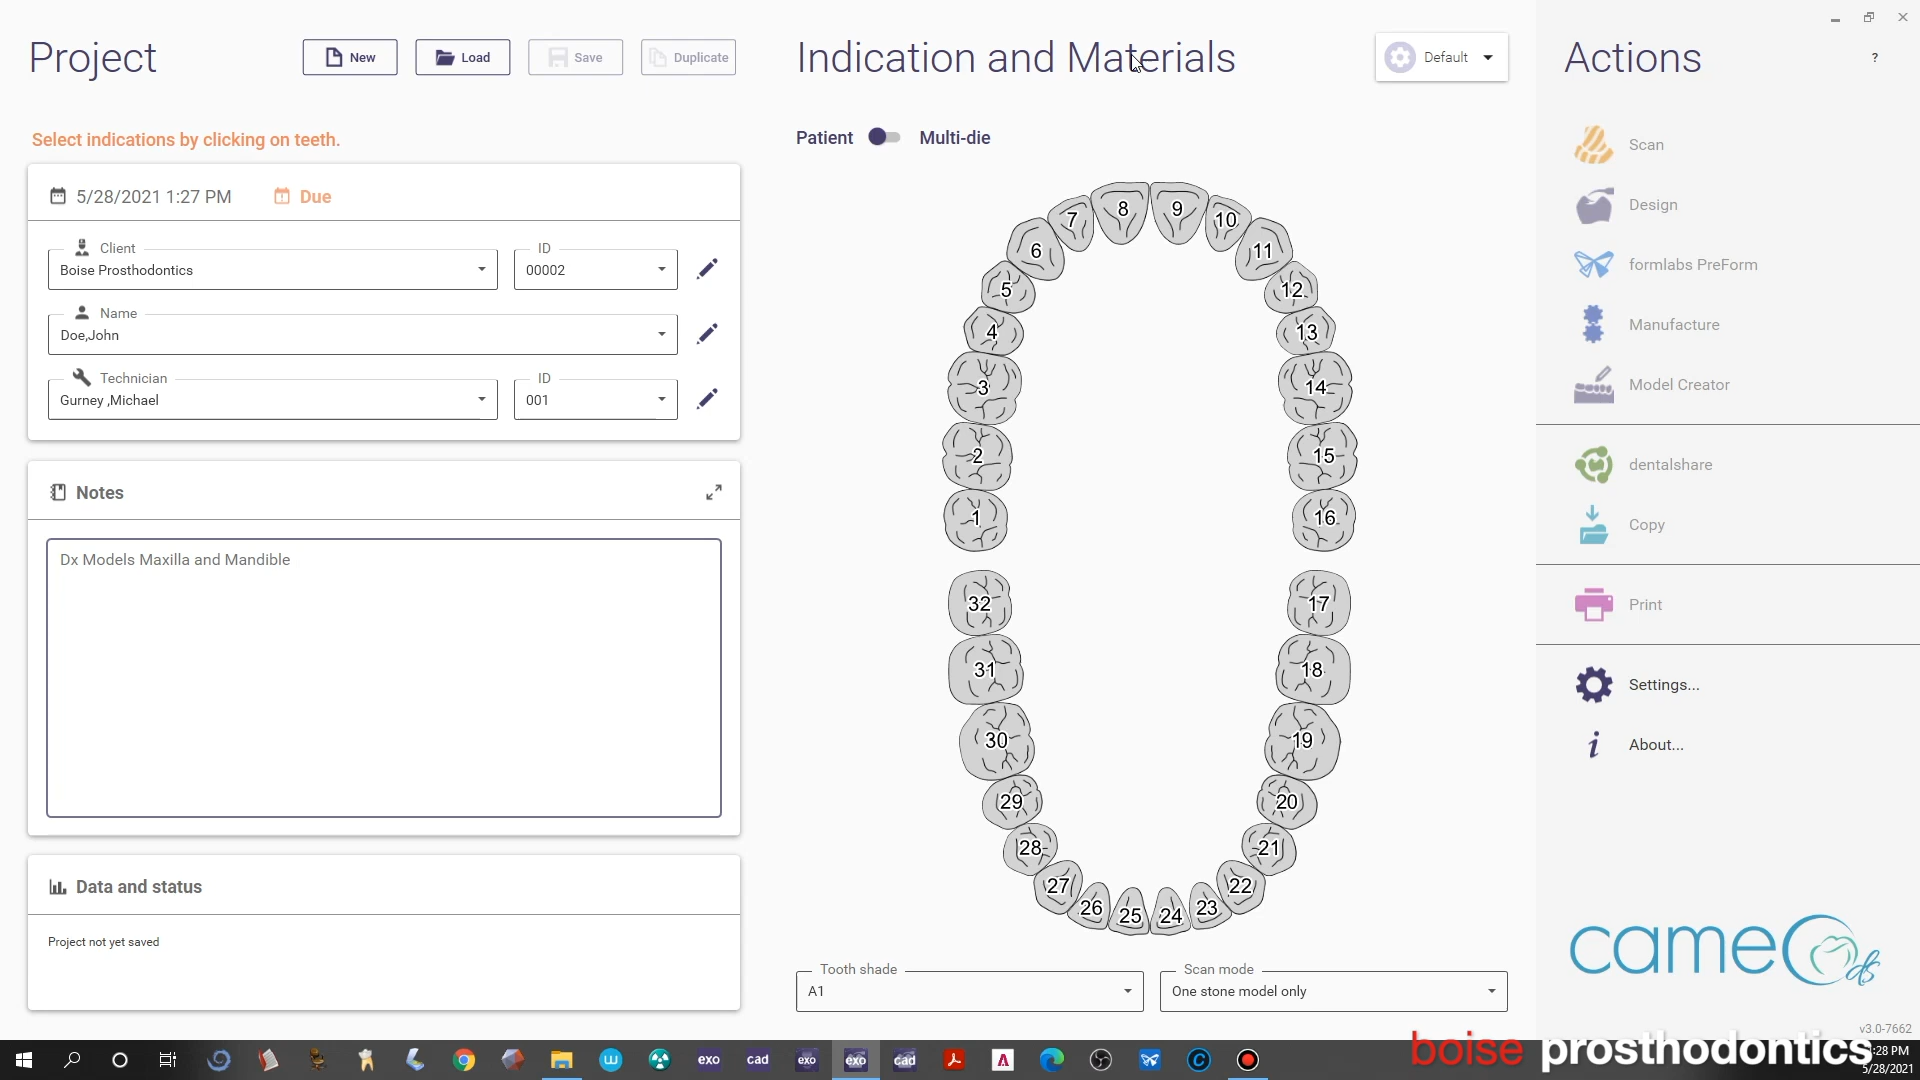 Project
New
Load
Save
Duplicate
Select indications by clicking on teeth.
5/28/2021 1:27 PM
Due
Client
Boise Prosthodontics
ID
00002
Name
Doe,John
Technician
Gurney ,Michael
ID
001
Notes
Dx Models Maxilla and Mandible
Data and status
Project not yet saved
Indication and Materials
Default
Patient
Multi-die
8
9
7
10
6
11
5
12
4
13
3
14
2
15
1
16
32
17
31
18
30
19
29
20
28
21
27
22
26
23
25
24
Tooth shade
A1
Scan mode
One stone model only
Actions
?
Scan
Design
formlabs PreForm
Manufacture
Model Creator
dentalshare
Copy
Print
Settings...
About...
cameo ds
v3.0-7662
exo
cad
exo
exo
cad
boise prosthodontics
:28 PM
5/28/2021